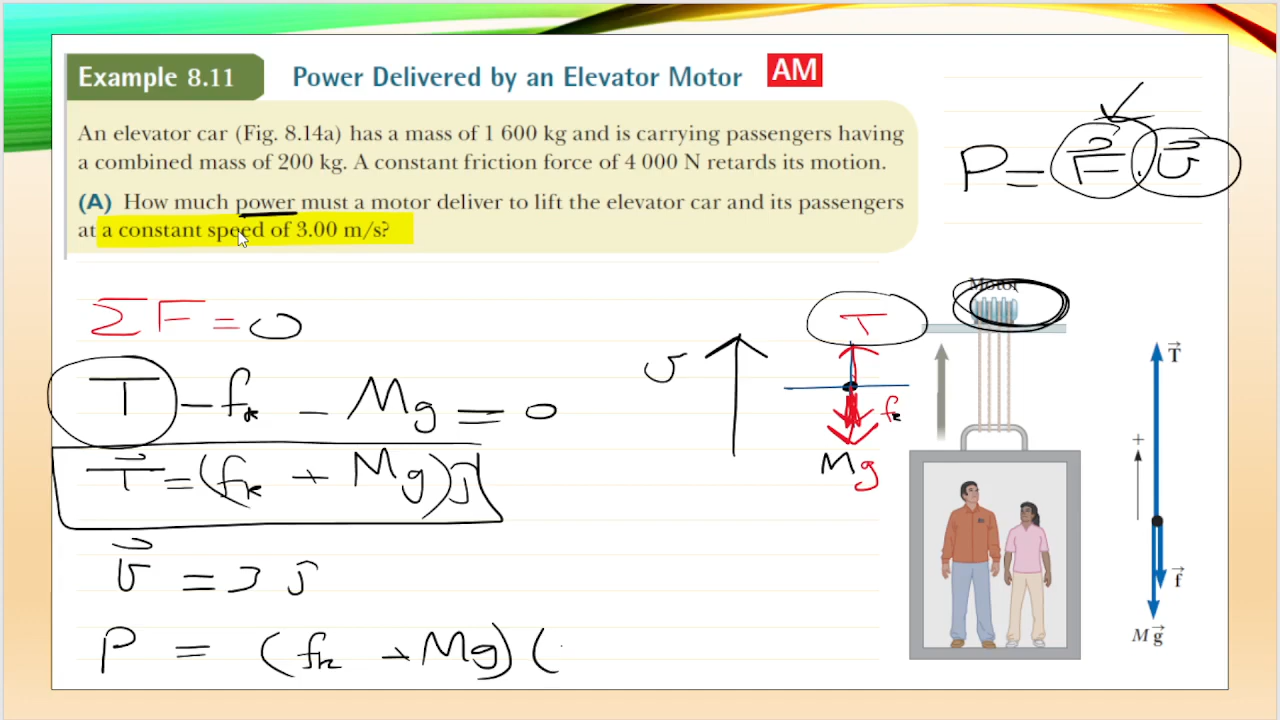 Example 8.11 Power Delivered by an Elevator Motor AM
An elevator car (Fig. 8.14a) has a mass of 1 600 kg and is carrying passengers having
a combined mass of 200 kg. A constant friction force of 4 000 N retards its motion.
(A) How much power must a motor deliver to lift the elevator car and its passengers
at a constant speed of 3.00 m/s?
P = F⃗ . v⃗
ΣF = 0
T - fk - Mg = 0
T⃗ = (fk + Mg) j
v⃗ = 3 j
P = (fk + Mg) (
v
T
fk
Mg
Motor
T⃗
+
f⃗
Mg⃗